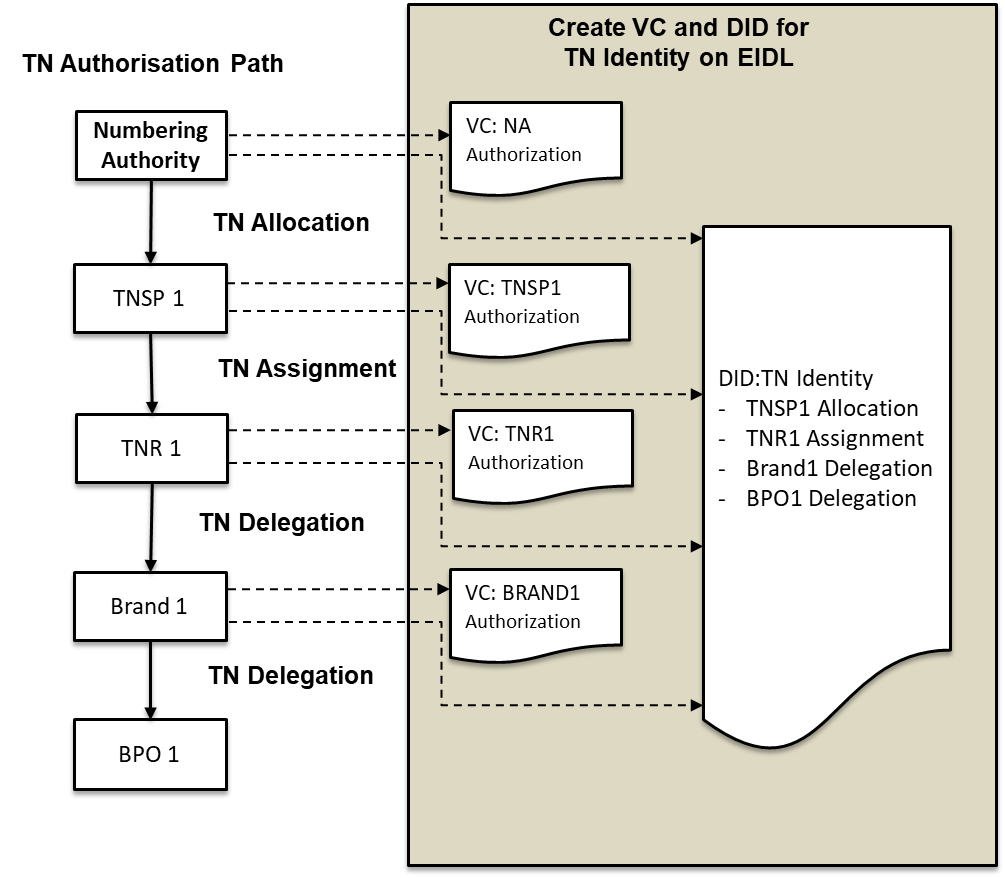 Create VC and DID for
TN Identity on EIDL
TN Authorisation Path
Numbering
Authority
VC: NA
Authorization
TN Allocation
TNSP 1
VC: TNSP1
Authorization
TN Assignment
TNR 1
VC: TNR1
Authorization
TN Delegation
Brand 1
VC: BRAND1
Authorization
TN Delegation
BPO 1
DID:TN Identity
- TNSP1 Allocation
- TNR1 Assignment
- Brand1 Delegation
- BPO1 Delegation